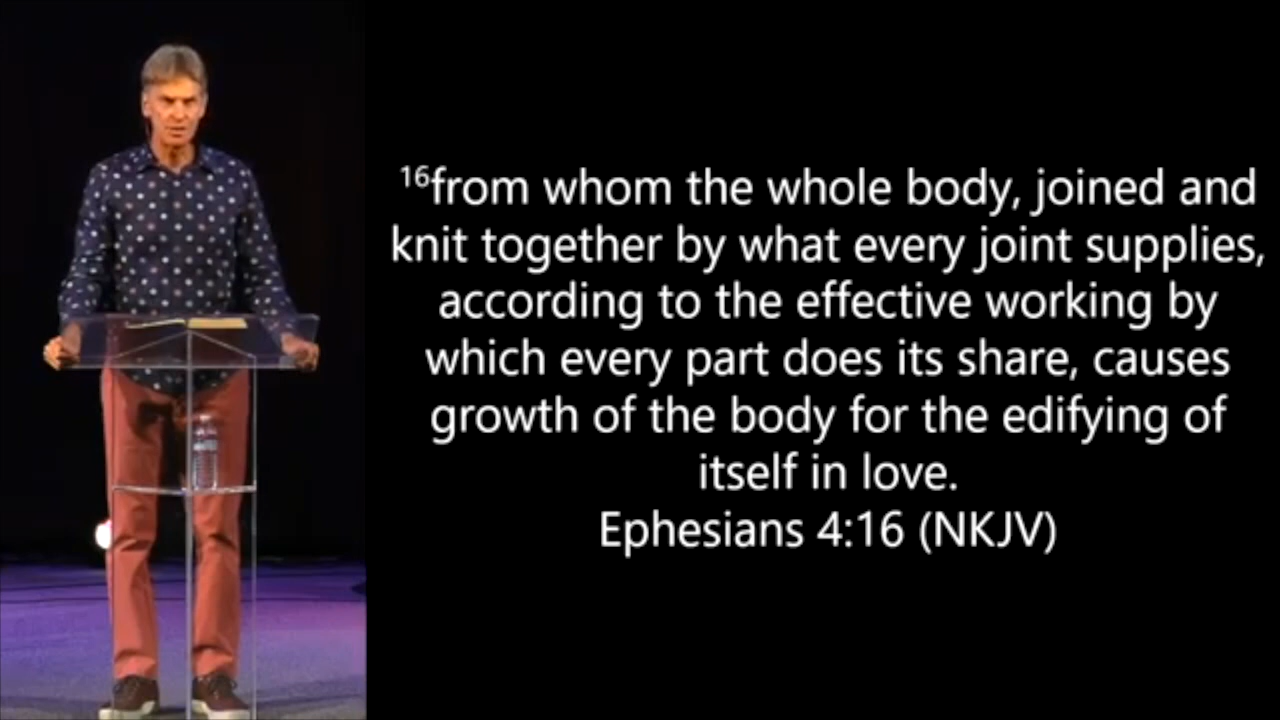 ¹⁶from whom the whole body, joined and
knit together by what every joint supplies,
according to the effective working by
which every part does its share, causes
growth of the body for the edifying of
itself in love.
Ephesians 4:16 (NKJV)